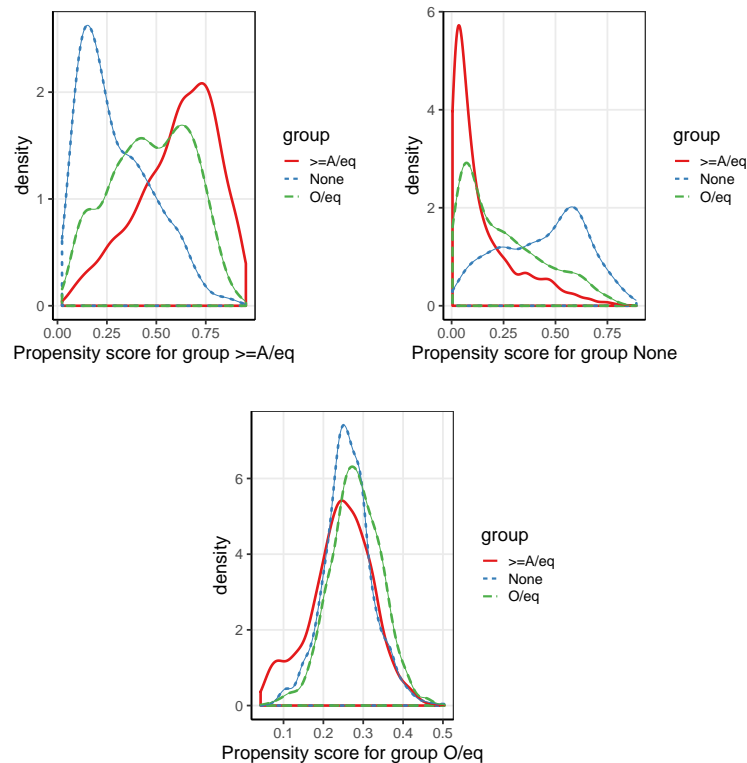 density
2
1
0
0.00 0.25 0.50 0.75
Propensity score for group >=A/eq
group
>=A/eq
None
O/eq
density
6
4
2
0
0.00 0.25 0.50 0.75
Propensity score for group None
group
>=A/eq
None
O/eq
density
6
4
2
0
0.1 0.2 0.3 0.4 0.5
Propensity score for group O/eq
group
>=A/eq
None
O/eq